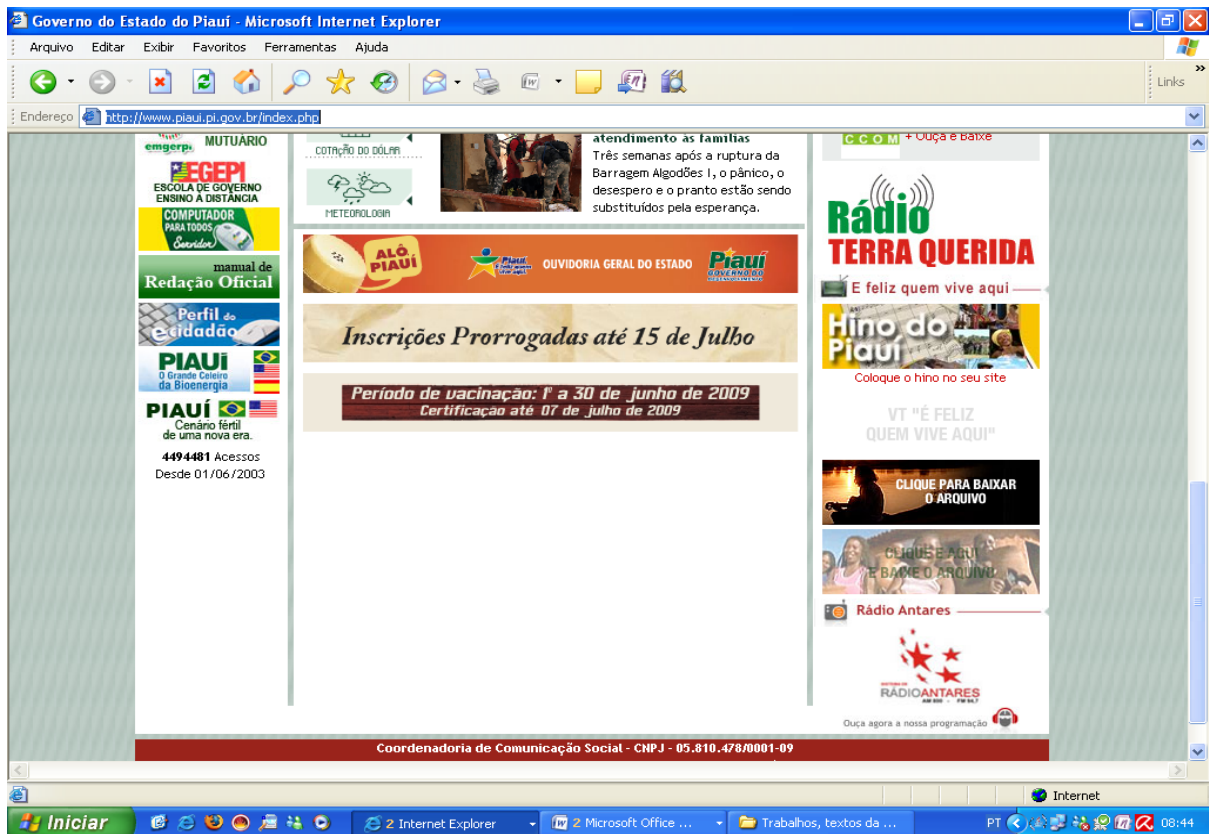 Governo do Estado do Piauí - Microsoft Internet Explorer
Arquivo Editar Exibir Favoritos Ferramentas Ajuda
Links
Endereço http://www.piaui.pi.gov.br/index.php
emgerpi MUTUÁRIO
EGEPI
ESCOLA DE GOVERNO
ENSINO A DISTÂNCIA
COMPUTADOR
PARA TODOS
Servidor
manual de
Redação Oficial
Perfil do
e-cidadão
PIAUÍ
O Grande Celeiro
da Bioenergia
PIAUÍ
Cenário fértil
de uma nova era.
4494481 Acessos
Desde 01/06/2003
COTAÇÃO DO DÓLAR
METEOROLOGIA
atendimento às famílias
Três semanas após a ruptura da
Barragem Algodões I, o pânico, o
desespero e o pranto estão sendo
substituídos pela esperança.
ALÔ
PIAUÍ
Piauí
OUVIDORIA GERAL DO ESTADO
Piauí
GOVERNO DO
DESENVOLVIMENTO
Inscrições Prorrogadas até 15 de Julho
Período de vacinação: 1º a 30 de junho de 2009
Certificação até 07 de julho de 2009
CCOM + Ouça e Baixe
Rádio
TERRA QUERIDA
E feliz quem vive aqui
Hino do
Piauí
Coloque o hino no seu site
VT "É FELIZ
QUEM VIVE AQUI"
CLIQUE PARA BAIXAR
O ARQUIVO
CLIQUE E AQUI
E BAIXE O ARQUIVO
Rádio Antares
RÁDIOANTARES
Ouça agora a nossa programação
Coordenadoria de Comunicação Social - CNPJ - 05.810.478/0001-09
Internet
Iniciar
2 Internet Explorer
2 Microsoft Office ...
Trabalhos, textos da ...
PT
08:44